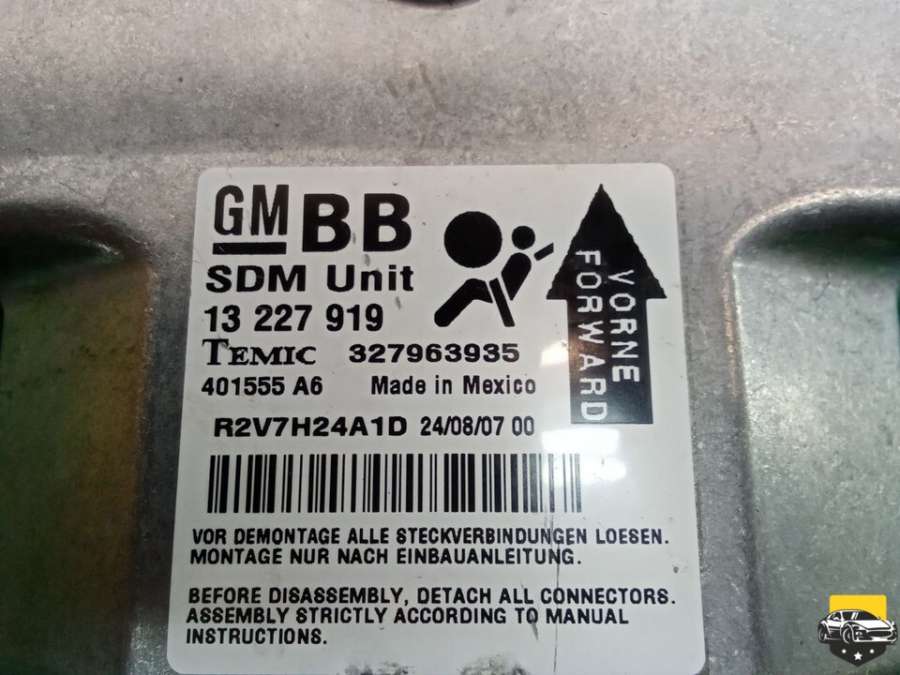 GM BB
SDM Unit
13 227 919
TEMIC 327963935
401555 A6 Made in Mexico
R2V7H24A1D 24/08/07 00
VORNE
FORWARD
VOR DEMONTAGE ALLE STECKVERBINDUNGEN LOESEN.
MONTAGE NUR NACH EINBAUANLEITUNG.
BEFORE DISASSEMBLY, DETACH ALL CONNECTORS.
ASSEMBLY STRICTLY ACCORDING TO MANUAL
INSTRUCTIONS.